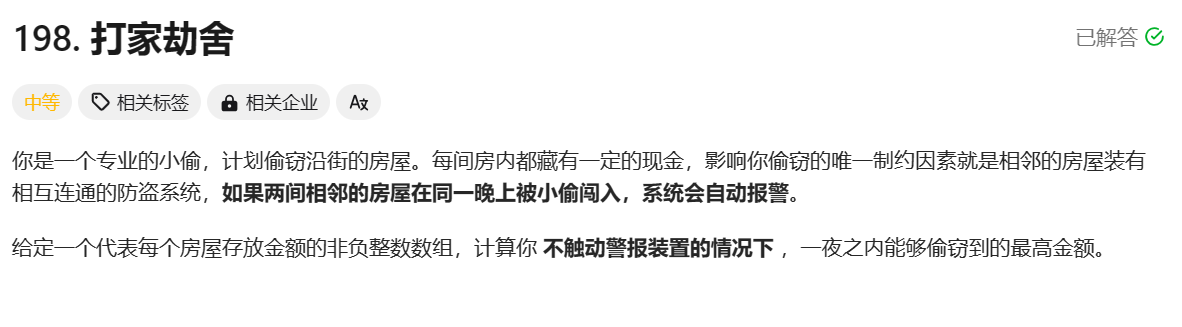 198. 打家劫舍
已解答
中等
相关标签
相关企业
你是一个专业的小偷，计划偷窃沿街的房屋。每间房内都藏有一定的现金，影响你偷窃的唯一制约因素就是相邻的房屋装有
相互连通的防盗系统，如果两间相邻的房屋在同一晚上被小偷闯入，系统会自动报警。
给定一个代表每个房屋存放金额的非负整数数组，计算你 不触动警报装置的情况下 ，一夜之内能够偷窃到的最高金额。